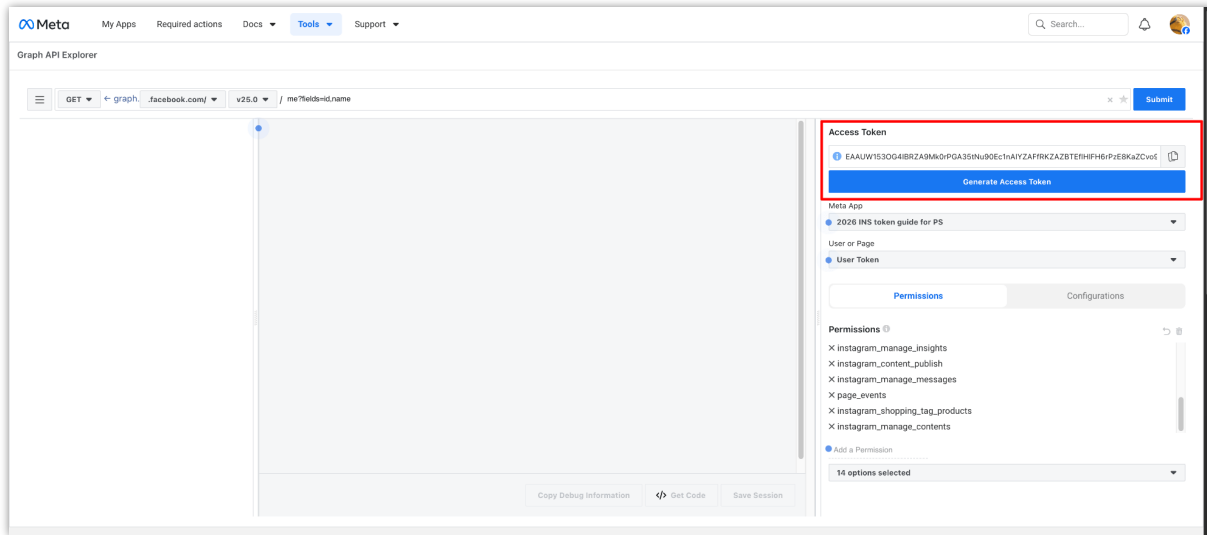 Meta My Apps Required actions Docs Tools Support Search...
Graph API Explorer
GET graph. .facebook.com/ v25.0 / me?fields=id,name Submit
Access Token
Generate Access Token
Meta App
2026 INS token guide for PS
User or Page
User Token
Permissions Configurations
Permissions
instagram_manage_insights
instagram_content_publish
instagram_manage_messages
page_events
instagram_shopping_tag_products
instagram_manage_contents
Add a Permission
14 options selected
Copy Debug Information </> Get Code Save Session